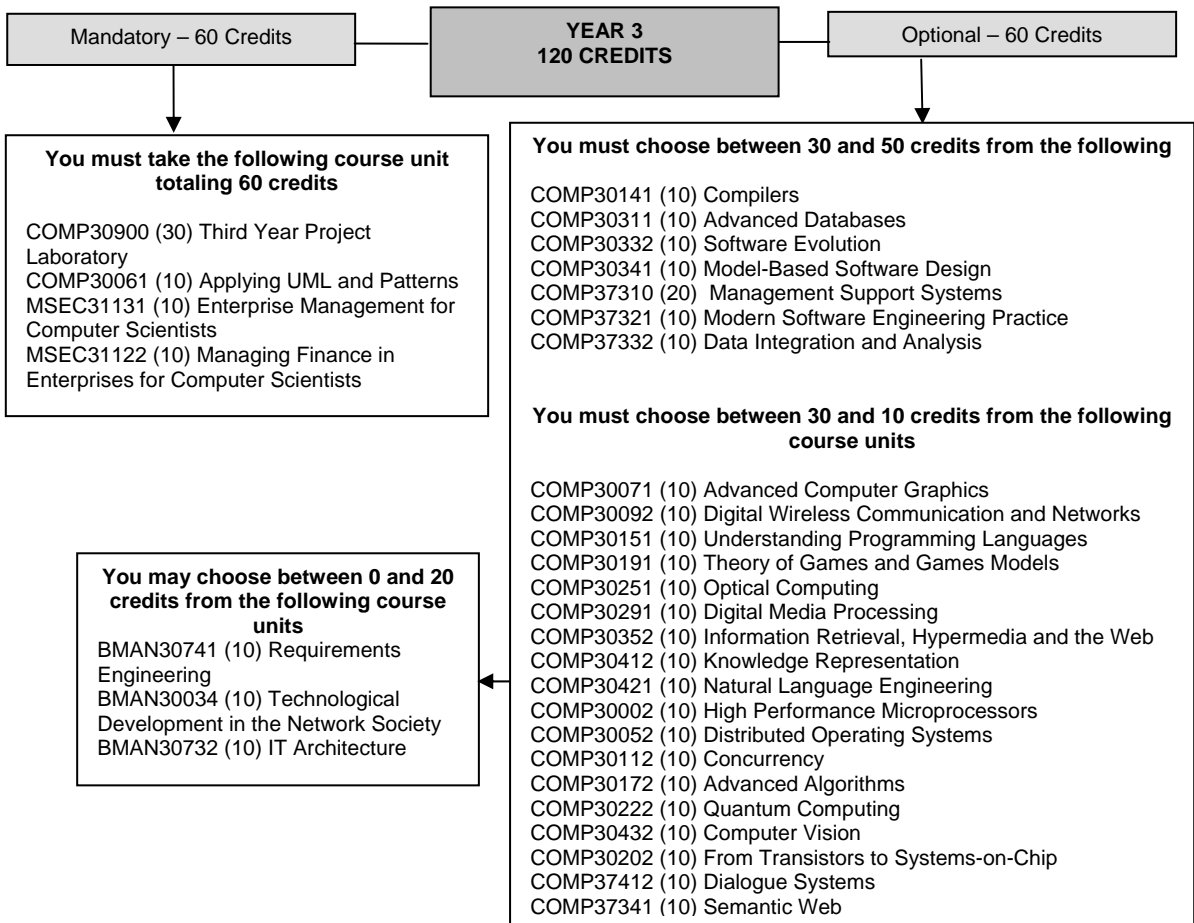 Mandatory – 60 Credits
YEAR 3
120 CREDITS
Optional – 60 Credits
You must take the following course unit
totaling 60 credits
COMP30900 (30) Third Year Project
Laboratory
COMP30061 (10) Applying UML and Patterns
MSEC31131 (10) Enterprise Management for
Computer Scientists
MSEC31122 (10) Managing Finance in
Enterprises for Computer Scientists
You must choose between 30 and 50 credits from the following
COMP30141 (10) Compilers
COMP30311 (10) Advanced Databases
COMP30332 (10) Software Evolution
COMP30341 (10) Model-Based Software Design
COMP37310 (20) Management Support Systems
COMP37321 (10) Modern Software Engineering Practice
COMP37332 (10) Data Integration and Analysis
You must choose between 30 and 10 credits from the following
course units
COMP30071 (10) Advanced Computer Graphics
COMP30092 (10) Digital Wireless Communication and Networks
COMP30151 (10) Understanding Programming Languages
COMP30191 (10) Theory of Games and Games Models
COMP30251 (10) Optical Computing
COMP30291 (10) Digital Media Processing
COMP30352 (10) Information Retrieval, Hypermedia and the Web
COMP30412 (10) Knowledge Representation
COMP30421 (10) Natural Language Engineering
COMP30002 (10) High Performance Microprocessors
COMP30052 (10) Distributed Operating Systems
COMP30112 (10) Concurrency
COMP30172 (10) Advanced Algorithms
COMP30222 (10) Quantum Computing
COMP30432 (10) Computer Vision
COMP30202 (10) From Transistors to Systems-on-Chip
COMP37412 (10) Dialogue Systems
COMP37341 (10) Semantic Web
You may choose between 0 and 20
credits from the following course
units
BMAN30741 (10) Requirements
Engineering
BMAN30034 (10) Technological
Development in the Network Society
BMAN30732 (10) IT Architecture